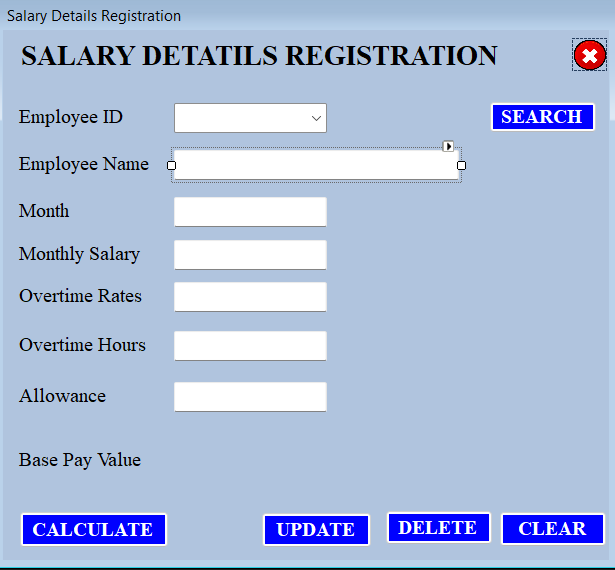 Salary Details Registration
SALARY DETATILS REGISTRATION
Employee ID
SEARCH
Employee Name
Month
Monthly Salary
Overtime Rates
Overtime Hours
Allowance
Base Pay Value
CALCULATE
UPDATE
DELETE
CLEAR